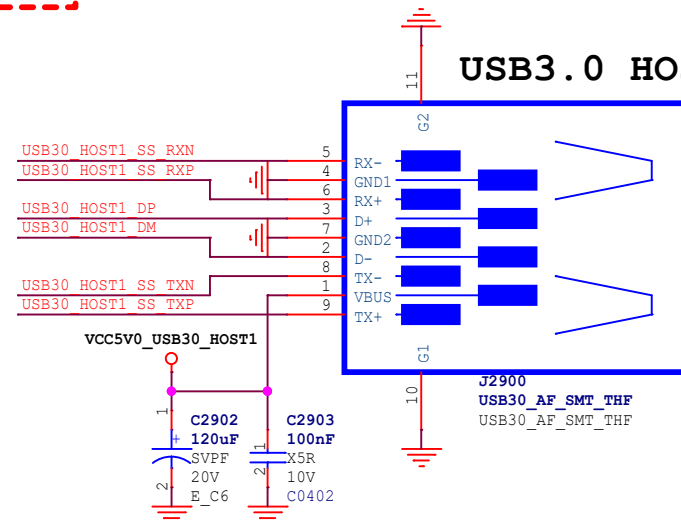 USB3.0 HO
11
G2
USB30_HOST1_SS_RXN
5
RX-
USB30_HOST1_SS_RXP
4
GND1
6
RX+
USB30_HOST1_DP
3
D+
USB30_HOST1_DM
7
GND2
2
D-
8
TX-
USB30_HOST1_SS_TXN
1
VBUS
USB30_HOST1_SS_TXP
9
TX+
VCC5V0_USB30_HOST1
G1
10
J2900
USB30_AF_SMT_THF
USB30_AF_SMT_THF
1
C2902
+
120uF
SVPF
20V
2
E_C6
C2903
1
100nF
X5R
2
10V
C0402